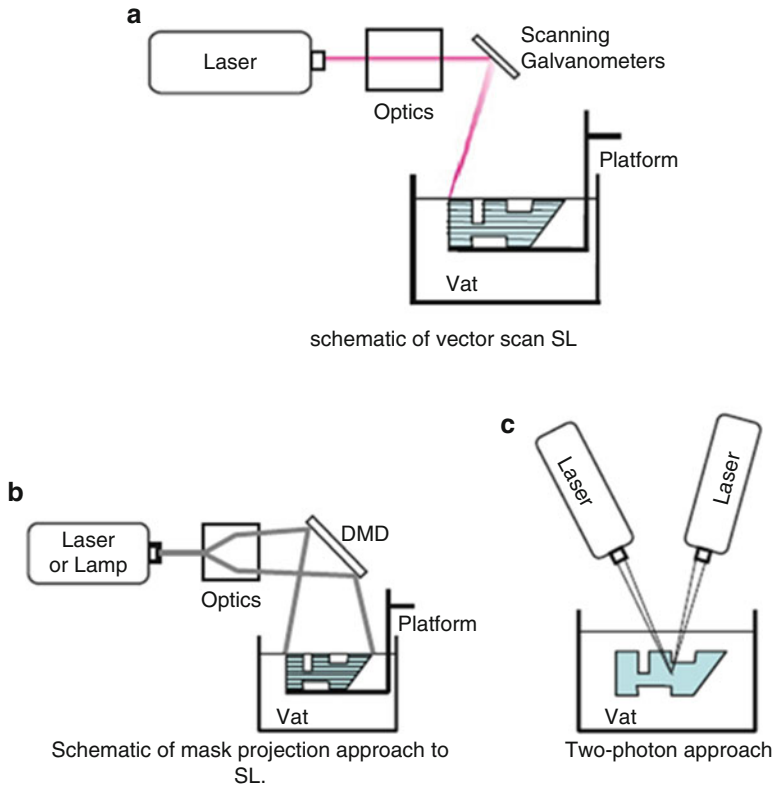 a
Laser
Optics
Scanning
Galvanometers
Platform
Vat
schematic of vector scan SL
b
Laser
or Lamp
Optics
DMD
Platform
Vat
Schematic of mask projection approach to
SL.
c
Laser
Laser
Vat
Two-photon approach